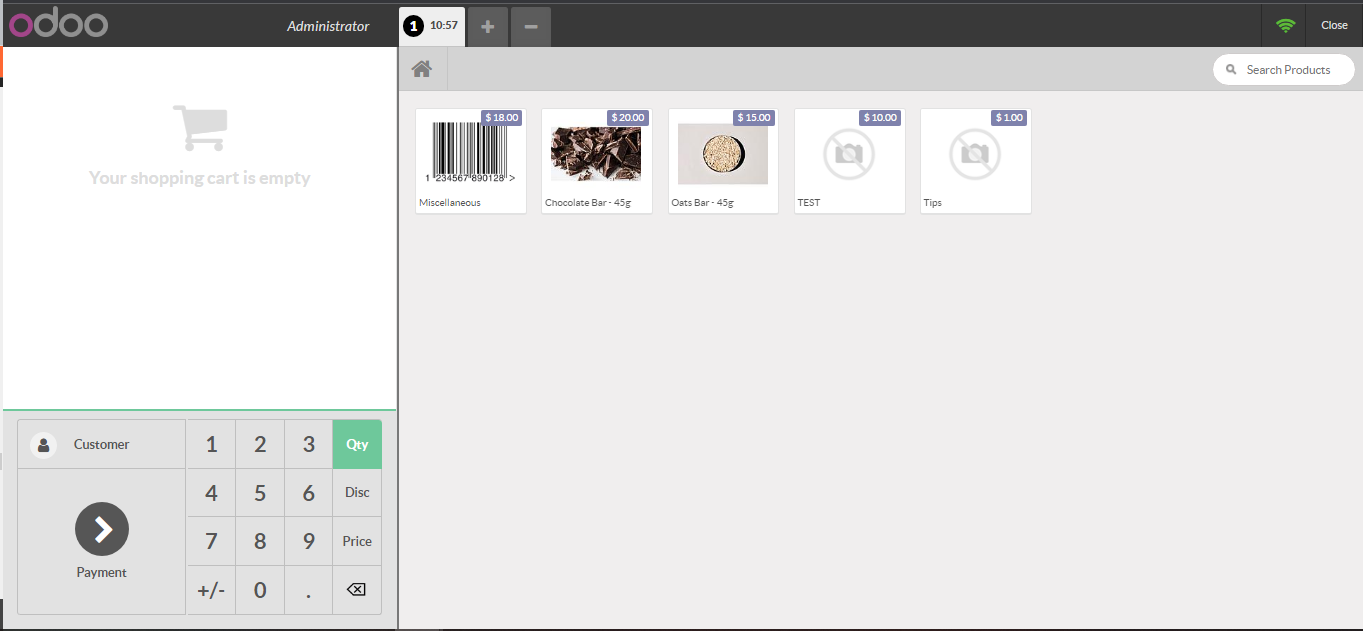 odoo
Administrator
1 10:57
+
−
Close
Search Products
Your shopping cart is empty
$ 18.00
1 234567 890128 >
Miscellaneous
$ 20.00
Chocolate Bar - 45g
$ 15.00
Oats Bar - 45g
$ 10.00
TEST
$ 1.00
Tips
Customer
Payment
1 2 3 Qty
4 5 6 Disc
7 8 9 Price
+/- 0 .